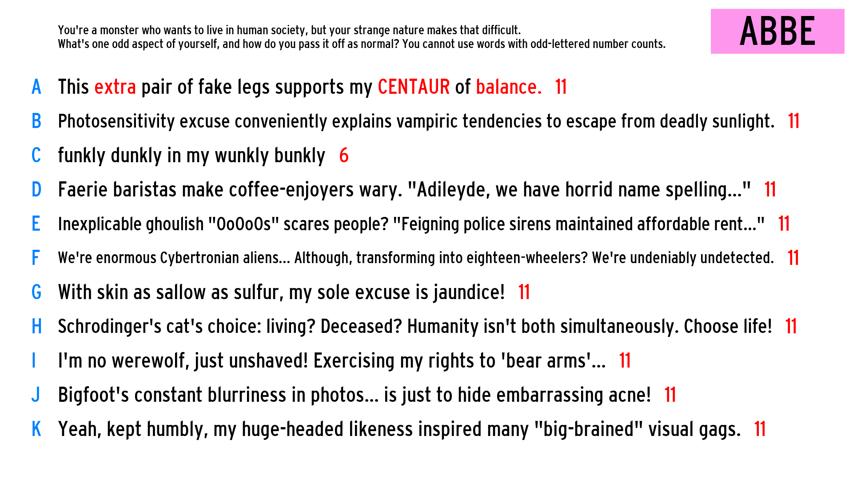 You're a monster who wants to live in human society, but your strange nature makes that difficult.
What's one odd aspect of yourself, and how do you pass it off as normal? You cannot use words with odd-lettered number counts.
ABBE
A This extra pair of fake legs supports my CENTAUR of balance. 11
B Photosensitivity excuse conveniently explains vampiric tendencies to escape from deadly sunlight. 11
C funkly dunkly in my wunkly bunkly 6
D Faerie baristas make coffee-enjoyers wary. "Adileyde, we have horrid name spelling..." 11
E Inexplicable ghoulish "OoOoOs" scares people? "Feigning police sirens maintained affordable rent..." 11
F We're enormous Cybertronian aliens... Although, transforming into eighteen-wheelers? We're undeniably undetected. 11
G With skin as sallow as sulfur, my sole excuse is jaundice! 11
H Schrodinger's cat's choice: living? Deceased? Humanity isn't both simultaneously. Choose life! 11
I I'm no werewolf, just unshaved! Exercising my rights to 'bear arms'... 11
J Bigfoot's constant blurriness in photos... is just to hide embarrassing acne! 11
K Yeah, kept humbly, my huge-headed likeness inspired many "big-brained" visual gags. 11